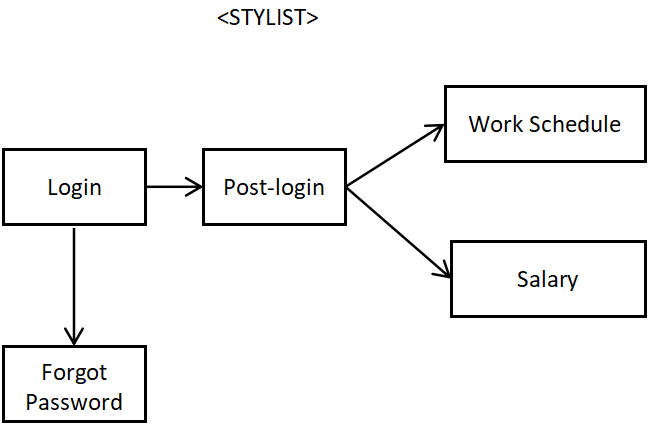 <STYLIST>
Work Schedule
Login
Post-login
Salary
Forgot
Password